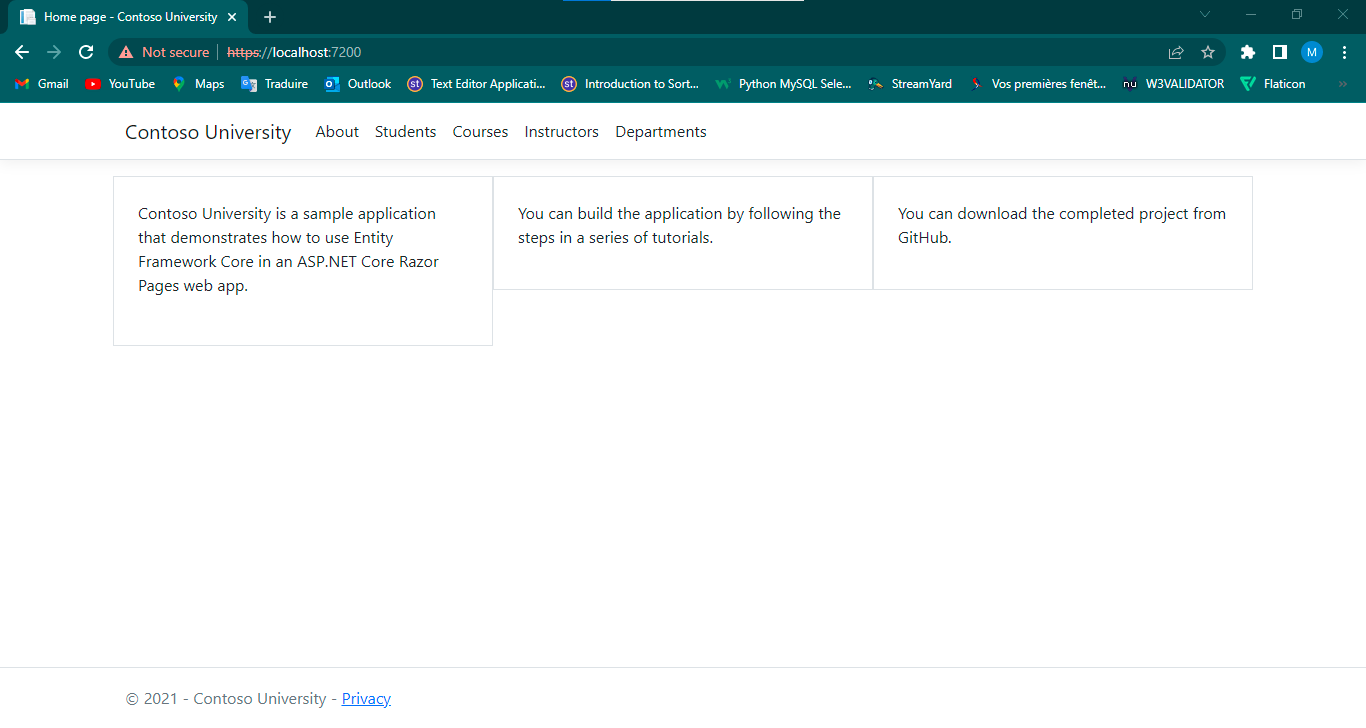 Home page - Contoso University
Not secure https://localhost:7200 M
Gmail YouTube Maps Traduire Outlook st Text Editor Applicati... st Introduction to Sort... Python MySQL Sele... StreamYard Vos premières fenêt... nu W3VALIDATOR Flaticon »
Contoso University About Students Courses Instructors Departments
Contoso University is a sample application
that demonstrates how to use Entity
Framework Core in an ASP.NET Core Razor
Pages web app.
You can build the application by following the
steps in a series of tutorials.
You can download the completed project from
GitHub.
© 2021 - Contoso University - Privacy